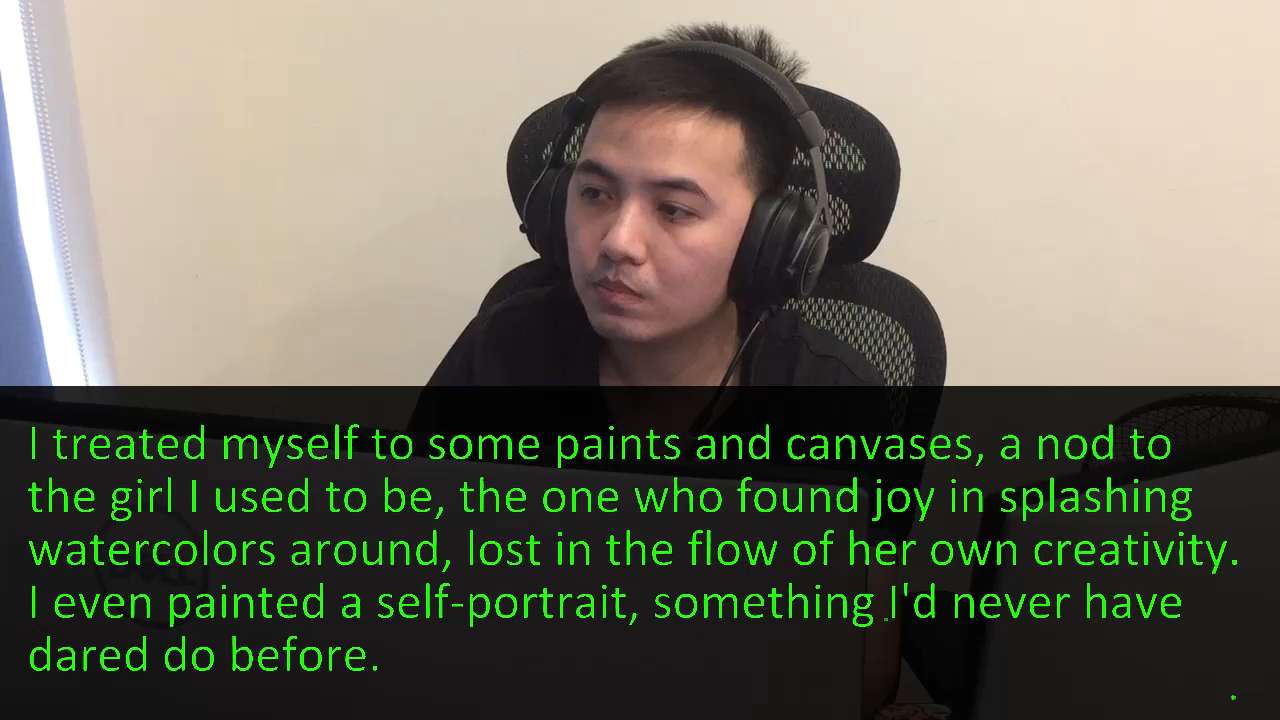 I treated myself to some paints and canvases, a nod to
the girl I used to be, the one who found joy in splashing
watercolors around, lost in the flow of her own creativity.
I even painted a self-portrait, something I'd never have
dared do before.
DELL